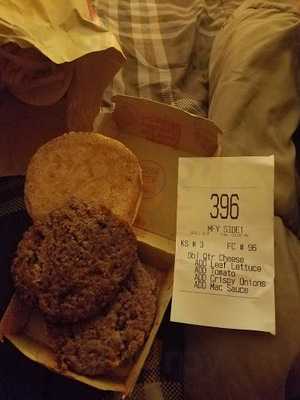 396
MFY SIDE1
KS # 3 FC # 96
Dbl Qtr Cheese
ADD Leaf Lettuce
ADD Tomato
ADD Crispy Onions
ADD Mac Sauce